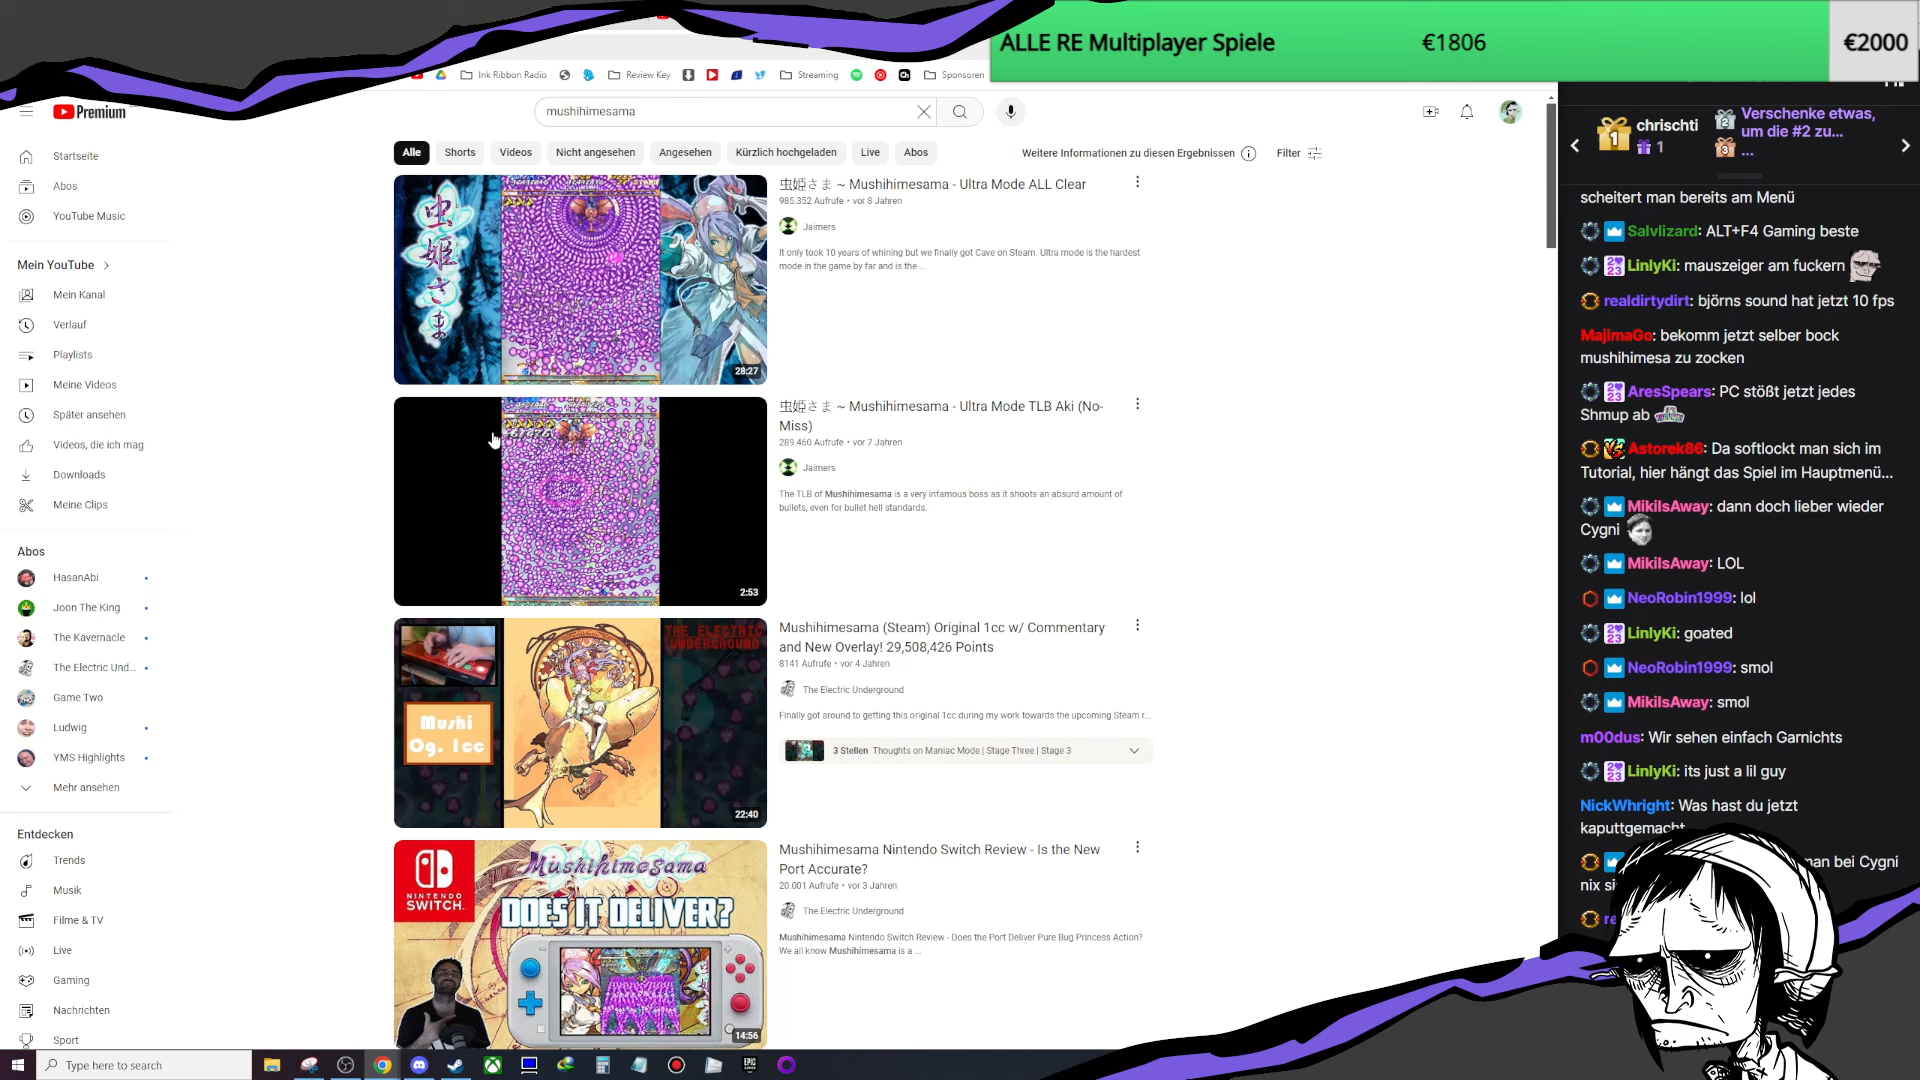 ALLE RE Multiplayer Spiele €1806 €2000
Ink Ribbon Radio Review Key Streaming Sponsoren
Premium
mushihimesama
Alle Shorts Videos Nicht angesehen Angesehen Kürzlich hochgeladen Live Abos
Weitere Informationen zu diesen Ergebnissen Filter
Startseite
Abos
YouTube Music
Mein YouTube
Mein Kanal
Verlauf
Playlists
Meine Videos
Später ansehen
Videos, die ich mag
Downloads
Meine Clips
Abos
HasanAbi
Joon The King
The Kavernacle
The Electric Und...
Game Two
Ludwig
YMS Highlights
Mehr ansehen
Entdecken
Trends
Musik
Filme & TV
Live
Gaming
Nachrichten
Sport
虫姫さま
28:27
虫姫さま ~ Mushihimesama - Ultra Mode ALL Clear
985.352 Aufrufe • vor 8 Jahren
Jaimers
It only took 10 years of whining but we finally got Cave on Steam. Ultra mode is the hardest
mode in the game by far and is the ...
2:53
虫姫さま ~ Mushihimesama - Ultra Mode TLB Aki (No-
Miss)
289.460 Aufrufe • vor 7 Jahren
Jaimers
The TLB of Mushihimesama is a very infamous boss as it shoots an absurd amount of
bullets, even for bullet hell standards.
THE ELECTRIC
UNDERGROUND
Mushi
Og. 1cc
22:40
Mushihimesama (Steam) Original 1cc w/ Commentary
and New Overlay! 29,508,426 Points
8141 Aufrufe • vor 4 Jahren
The Electric Underground
Finally got around to getting this original 1cc during my work towards the upcoming Steam r...
3 Stellen Thoughts on Maniac Mode | Stage Three | Stage 3
NINTENDO
SWITCH.
Mushihimesama
DOES IT DELIVER?
14:56
Mushihimesama Nintendo Switch Review - Is the New
Port Accurate?
20.001 Aufrufe • vor 3 Jahren
The Electric Underground
Mushihimesama Nintendo Switch Review - Does the Port Deliver Pure Bug Princess Action?
We all know Mushihimesama is a ...
chrischti
1
Verschenke etwas,
um die #2 zu...
...
scheitert man bereits am Menü
Salvlizard: ALT+F4 Gaming beste
LinlyKi: mauszeiger am fuckern
realdirtydirt: björns sound hat jetzt 10 fps
MajimaGo: bekomm jetzt selber bock
mushihimesa zu zocken
AresSpears: PC stößt jetzt jedes
Shmup ab
Astorek86: Da softlockt man sich im
Tutorial, hier hängt das Spiel im Hauptmenü...
MikiIsAway: dann doch lieber wieder
Cygni
MikiIsAway: LOL
NeoRobin1999: lol
LinlyKi: goated
NeoRobin1999: smol
MikiIsAway: smol
m00dus: Wir sehen einfach Garnichts
LinlyKi: its just a lil guy
NickWhright: Was hast du jetzt
kaputtgemacht
man bei Cygni
nix
Type here to search